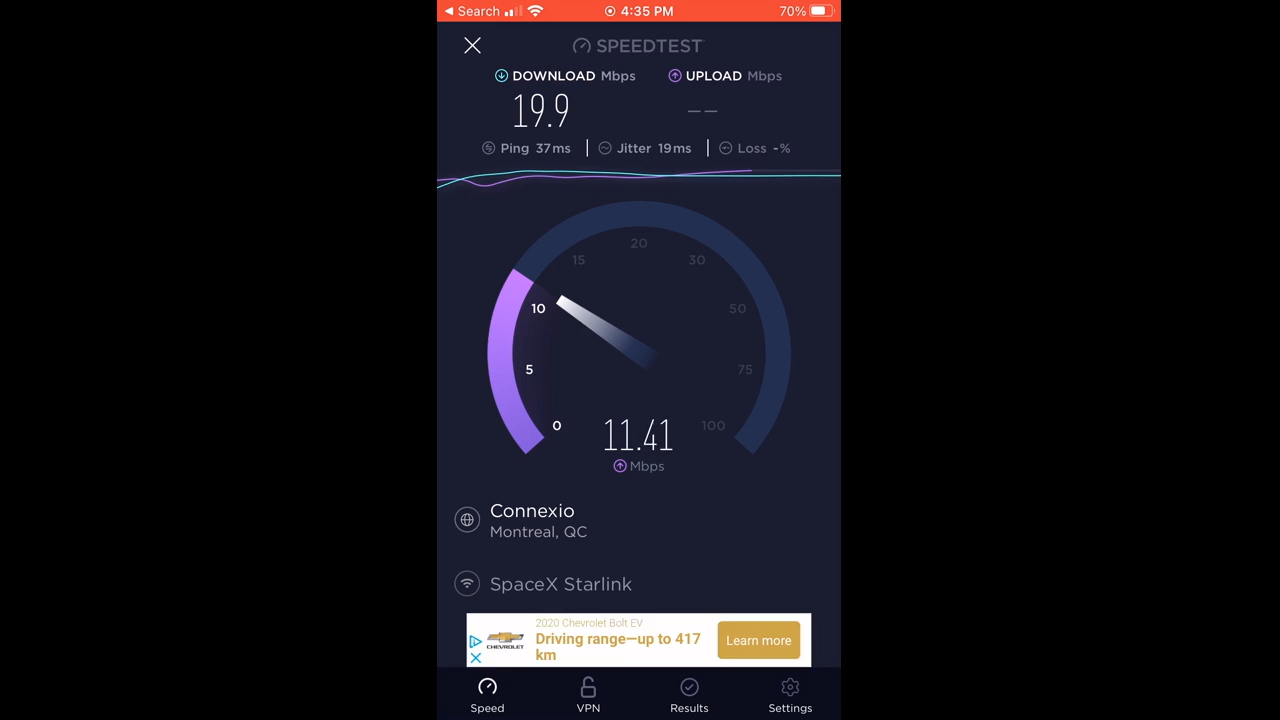 Search 4:35 PM 70%
SPEEDTEST
DOWNLOAD Mbps UPLOAD Mbps
19.9 --
Ping 37ms Jitter 19ms Loss -%
20
15 30
10 50
5 75
0 100
11.41
Mbps
Connexio
Montreal, QC
SpaceX Starlink
2020 Chevrolet Bolt EV
Driving range—up to 417
km
CHEVROLET
Learn more
Speed VPN Results Settings